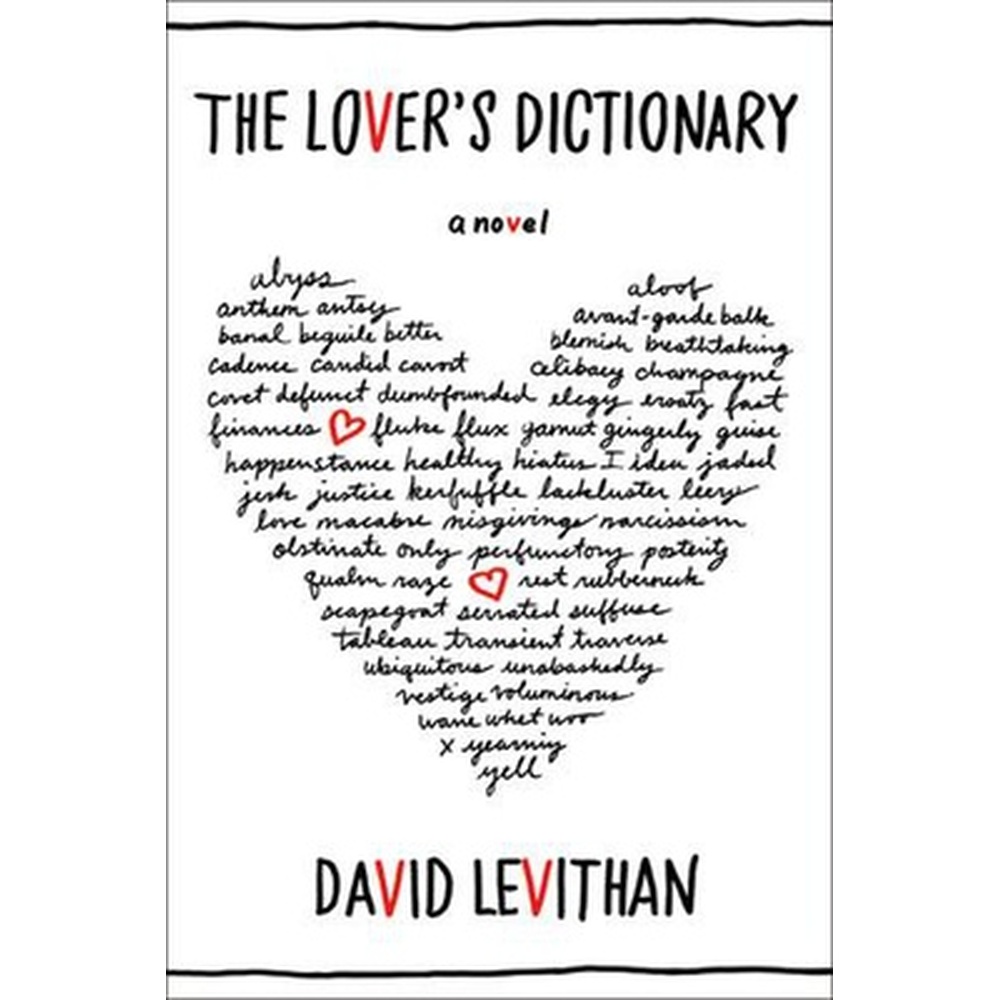 THE LOVER'S DICTIONARY
a novel
abyss aloof
anthem antsy avant-garde balk
banal beguile better blemish breathtaking
cadence candid cavort celibacy champagne
covet defunct dumbfounded elegy ersatz fast
finances fluke flux gamut gingerly guise
happenstance healthy hiatus I idea jaded
jerk justice kerfuffle lackluster leery
love macabre misgivings narcissism
obstinate only perfunctory posterity
qualm raze rest rubberneck
scapegoat serrated suffuse
tableau transient traverse
ubiquitous unabashedly
vestige voluminous
wane whet woo
x yearning
yell
DAVID LEVITHAN